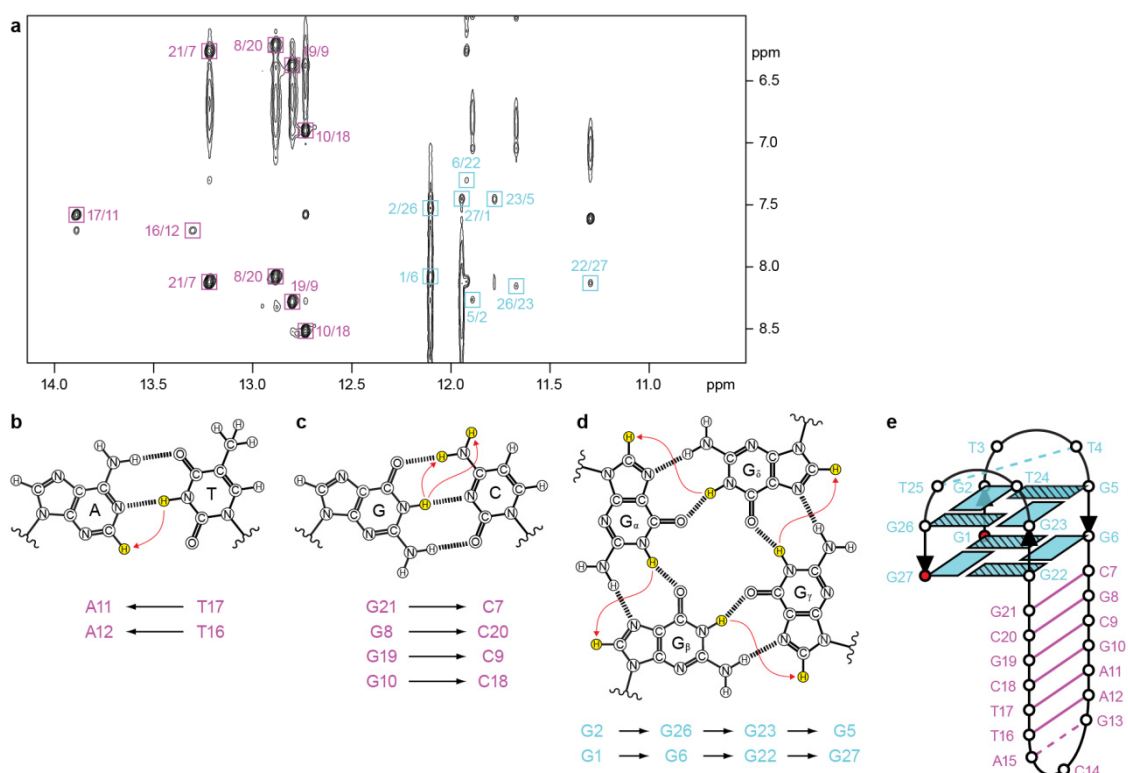 a
ppm
21/7
8/20
19/9
6.5
10/18
7.0
6/22
2/26
27/1
23/5
7.5
17/11
16/12
8.0
21/7
8/20
19/9
1/6
5/2
26/23
22/27
10/18
8.5
14.0 13.5 13.0 12.5 12.0 11.5 11.0 ppm
b
A
T
A11 T17
A12 T16
c
G
C
G21 C7
G8 C20
G19 C9
G10 C18
d
Gα
Gδ
Gβ
Gγ
G2 G26 G23 G5
G1 G6 G22 G27
e
T3 T4
T25 G2 T24 G5
G26 G23
G1 G6
G27 G22
C7
G21 G8
C20 C9
G19 G10
C18 A11
T17 A12
T16 G13
A15 C14